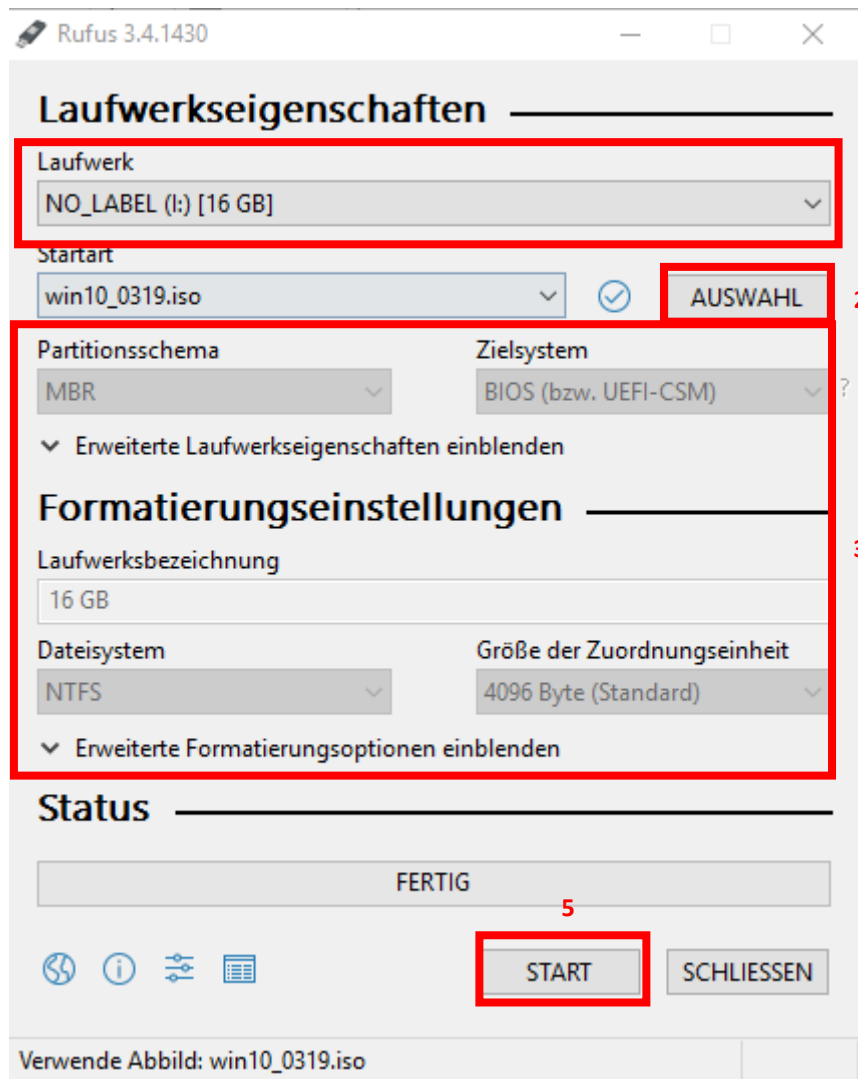 Rufus 3.4.1430
Laufwerkseigenschaften
Laufwerk
NO_LABEL (I:) [16 GB]
Startart
win10_0319.iso AUSWAHL
Partitionsschema Zielsystem
MBR BIOS (bzw. UEFI-CSM) ?
Erweiterte Laufwerkseigenschaften einblenden
Formatierungseinstellungen
Laufwerksbezeichnung
16 GB
Dateisystem Größe der Zuordnungseinheit
NTFS 4096 Byte (Standard)
Erweiterte Formatierungsoptionen einblenden
Status
FERTIG
5
START SCHLIESSEN
Verwende Abbild: win10_0319.iso